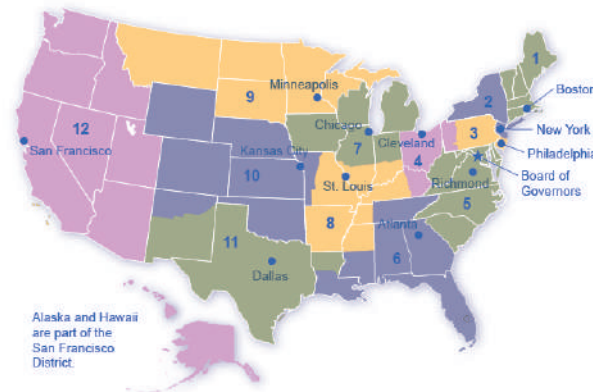 1
Boston
Minneapolis
2
9
New York
12
Chicago
3
Cleveland
San Francisco
7
Philadelphia
Kansas City
4
10
St. Louis
Richmond
Board of
Governors
5
8
Atlanta
11
6
Dallas
Alaska and Hawaii
are part of the
San Francisco
District.